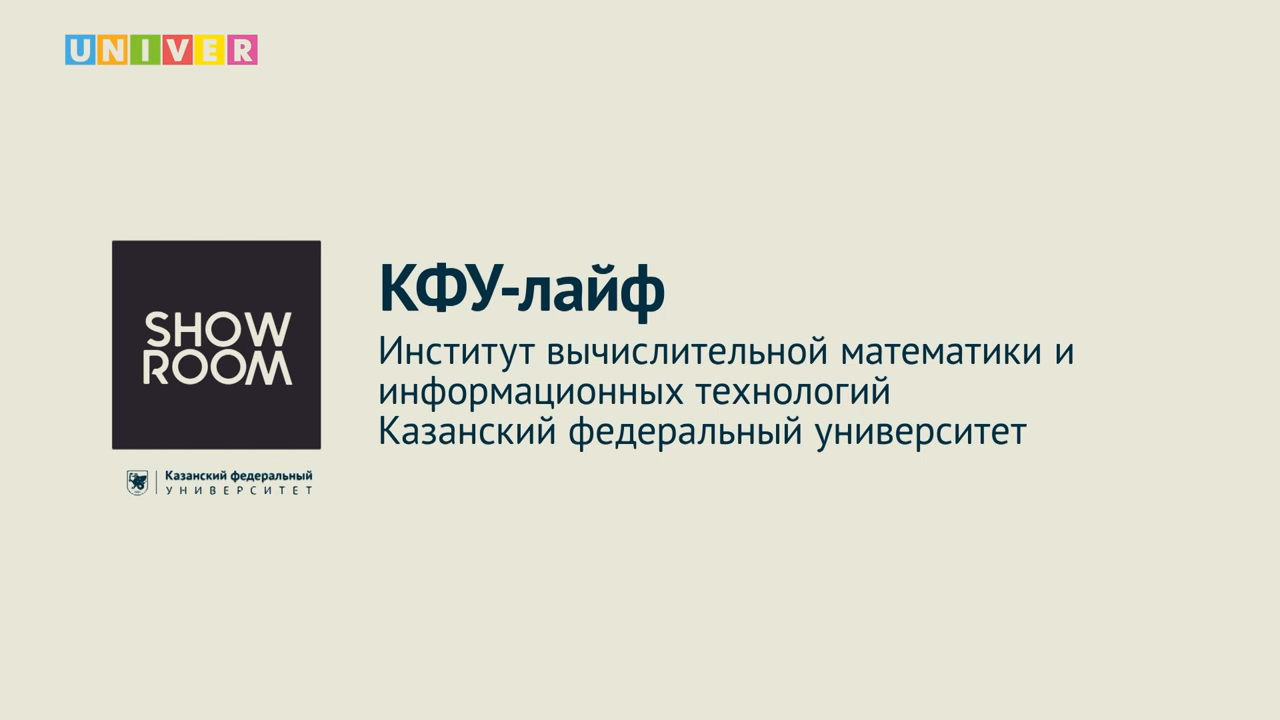 UNIVER
SHOW
ROOM
Казанский федеральный
УНИВЕРСИТЕТ
КФУ-лайф
Институт вычислительной математики и
информационных технологий
Казанский федеральный университет